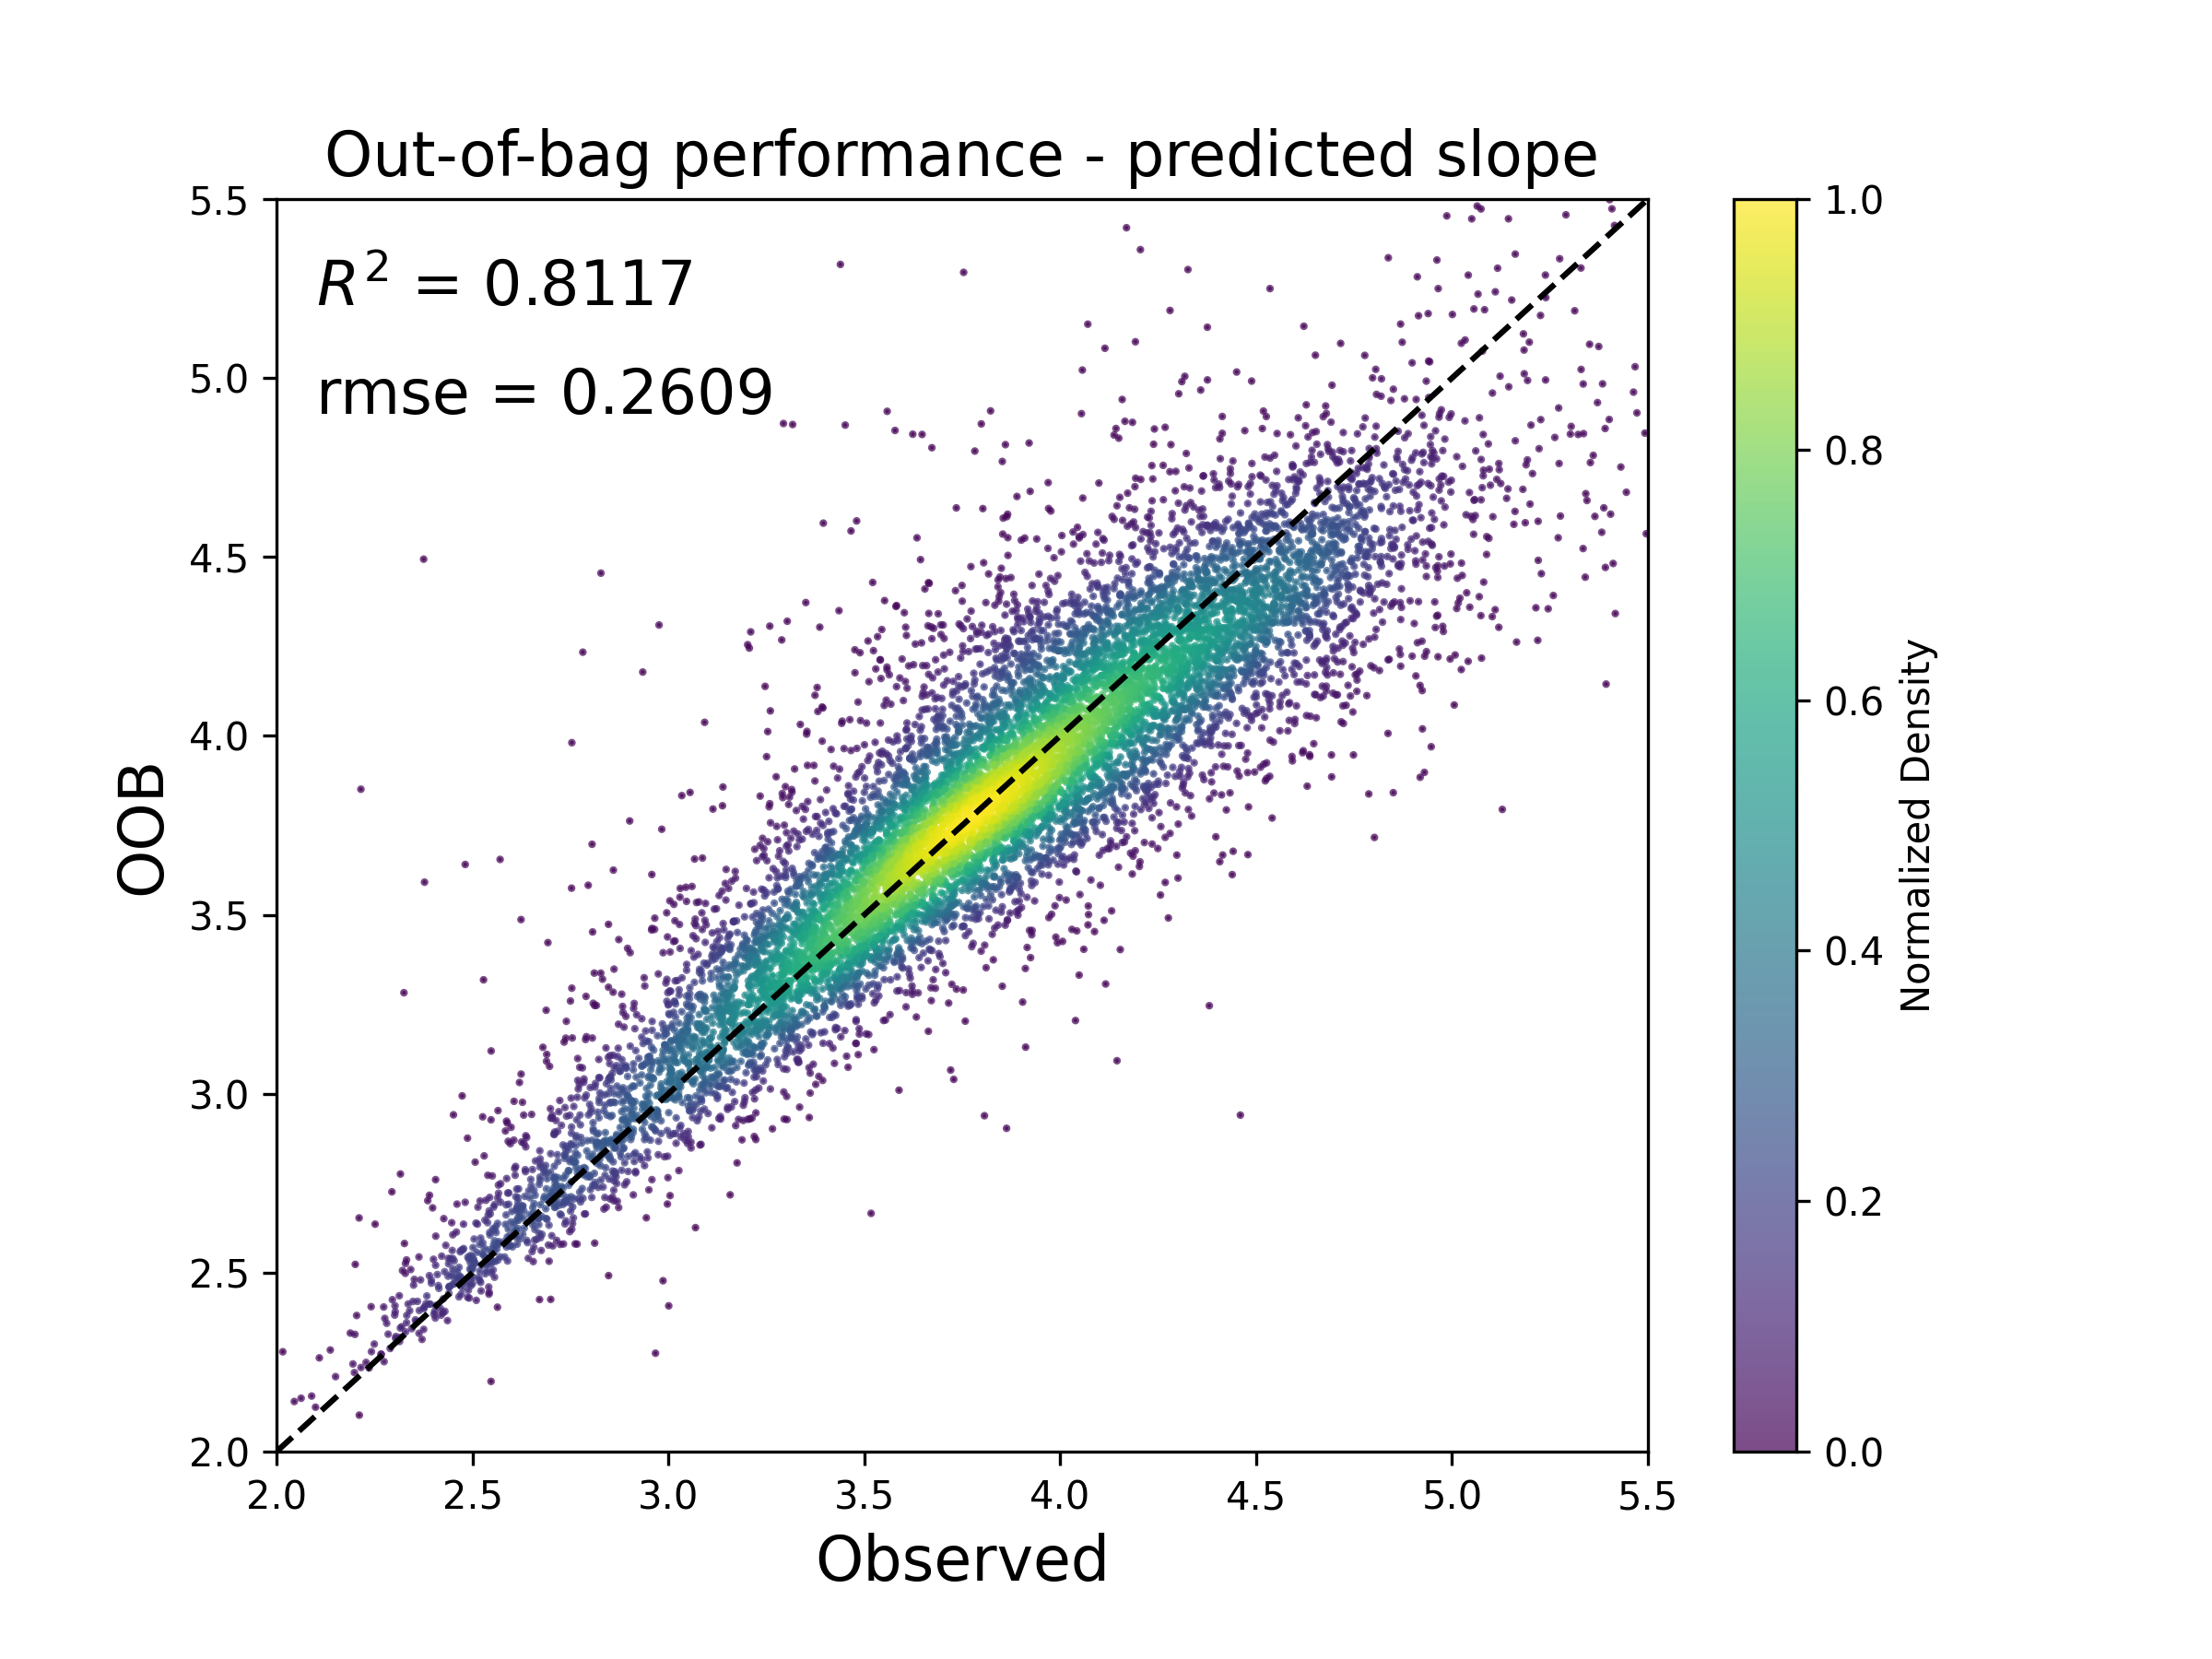 Out-of-bag performance - predicted slope
R² = 0.8117
rmse = 0.2609
OOB
5.5
5.0
4.5
4.0
3.5
3.0
2.5
2.0
2.0 2.5 3.0 3.5 4.0 4.5 5.0 5.5
Observed
1.0
0.8
0.6
0.4
0.2
0.0
Normalized Density